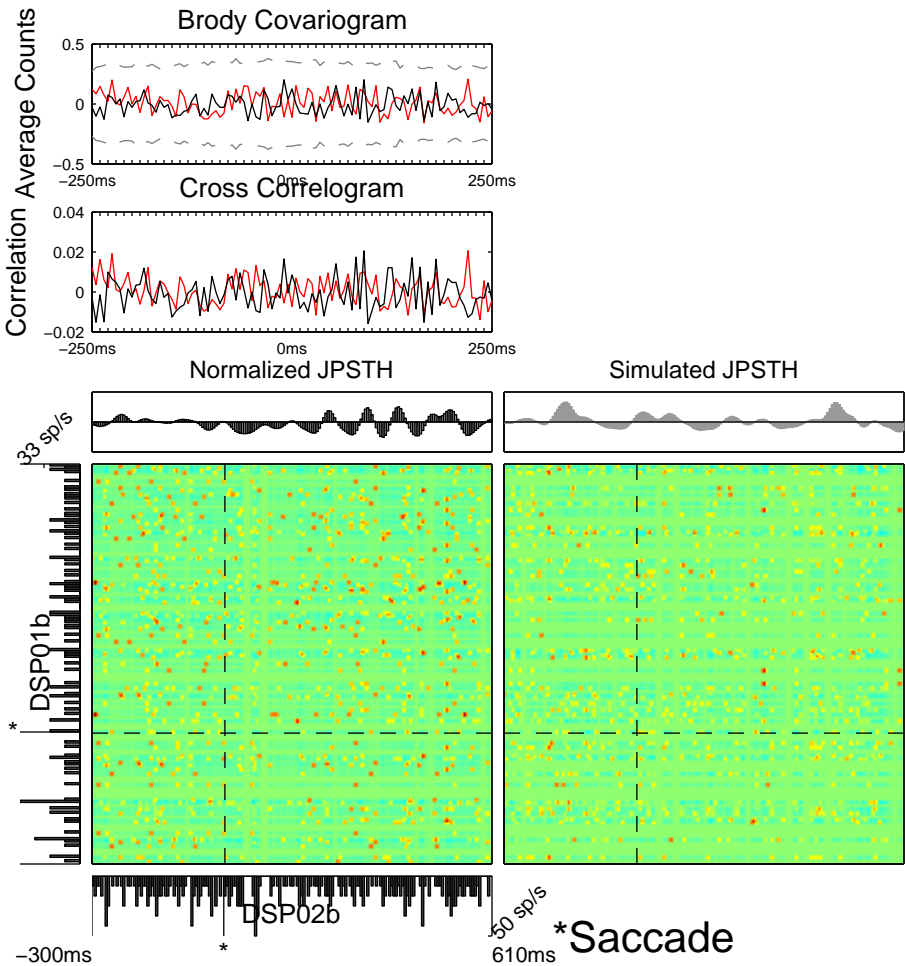 Brody Covariogram
Average Counts
0.5
0
−0.5
−250ms 0ms 250ms
Cross Correlogram
Correlation
0.04
0.02
0
−0.02
−250ms 0ms 250ms
Normalized JPSTH
Simulated JPSTH
33 sp/s
DSP01b
*
DSP02b
50 sp/s
*
*Saccade
−300ms
610ms